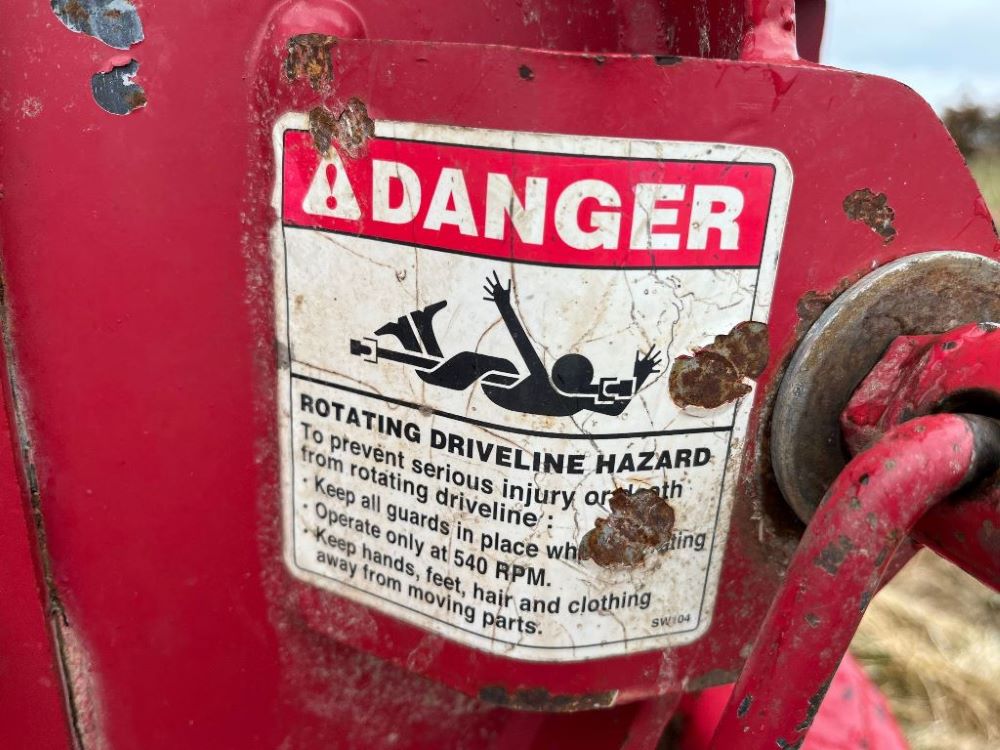 DANGER
ROTATING DRIVELINE HAZARD
To prevent serious injury or death
from rotating driveline :
· Keep all guards in place
· Operate only at 540 RPM.
· Keep hands, feet, hair and clothing
away from moving parts.
SW104